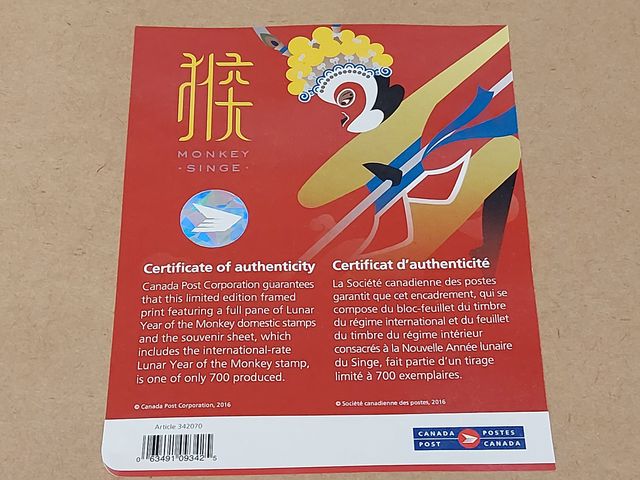 猴
MONKEY
· SINGE ·
Certificate of authenticity
Canada Post Corporation guarantees
that this limited edition framed
print featuring a full pane of Lunar
Year of the Monkey domestic stamps
and the souvenir sheet, which
includes the international-rate
Lunar Year of the Monkey stamp,
is one of only 700 produced.
© Canada Post Corporation, 2016
Certificat d'authenticité
La Société canadienne des postes
garantit que cet encadrement, qui se
compose du bloc-feuillet du timbre
du régime international et du feuillet
du timbre du régime intérieur
consacrés à la Nouvelle Année lunaire
du Singe, fait partie d'un tirage
limité à 700 exemplaires.
© Société canadienne des postes, 2016
Article 342070
0 63491 09342 5
CANADA POSTES
POST CANADA